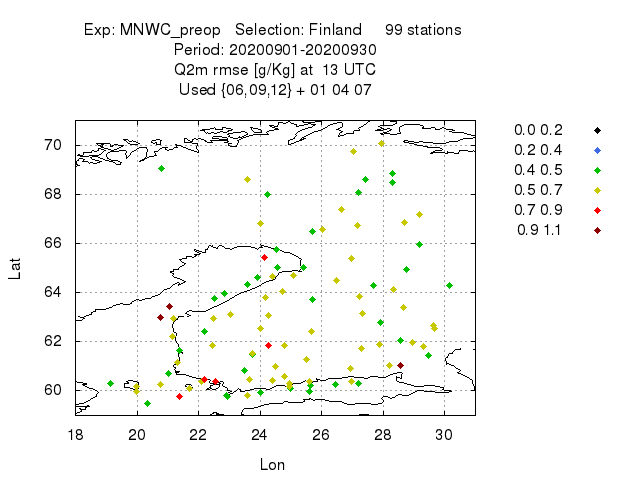 Exp: MNWC_preop   Selection: Finland     99 stations
Period: 20200901-20200930
Q2m rmse [g/Kg] at  13 UTC
Used {06,09,12} + 01 04 07
0.0 0.2
0.2 0.4
0.4 0.5
0.5 0.7
0.7 0.9
0.9 1.1
Lat
70
68
66
64
62
60
18 20 22 24 26 28 30
Lon